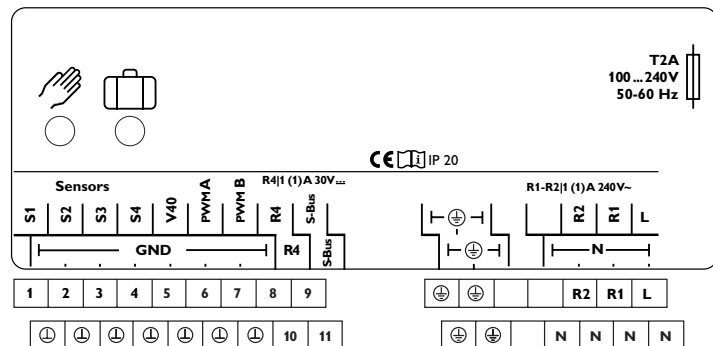 T2A
100 ... 240V
50-60 Hz
CE i IP 20
Sensors
R4|1 (1) A 30V
R1-R2|1 (1) A 240V~
S1 S2 S3 S4 V40 PWM A PWM B R4 S-Bus R2 R1 L
GND R4 S-Bus N
1 2 3 4 5 6 7 8 9 R2 R1 L
10 11 N N N N